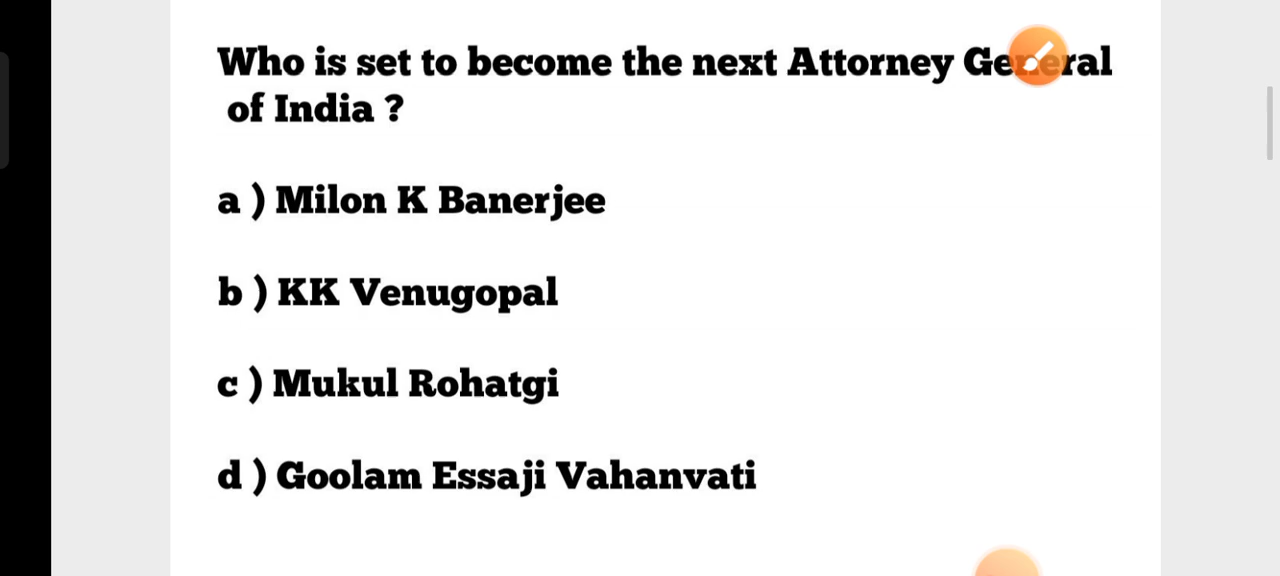 Who is set to become the next Attorney General
of India ?
a ) Milon K Banerjee
b ) KK Venugopal
c ) Mukul Rohatgi
d ) Goolam Essaji Vahanvati